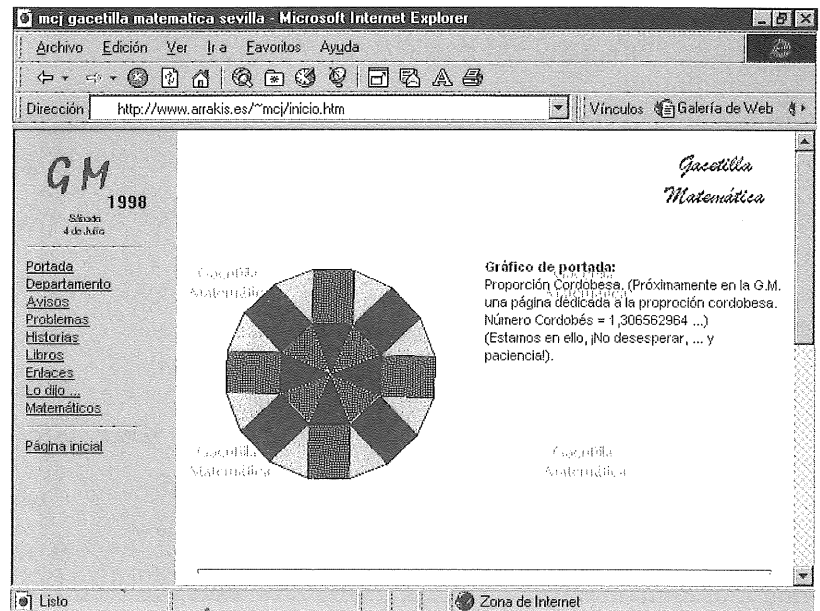 mcj gacetilla matematica sevilla - Microsoft Internet Explorer
Archivo Edición Ver Ir a Favoritos Ayuda
Dirección http://www.arrakis.es/~mcj/inicio.htm Vínculos Galería de Web
GM
1998
Sábado
4 de Julio
Portada
Departamento
Avisos
Problemas
Historias
Libros
Enlaces
Lo dijo ...
Matemáticos
Página inicial
Gacetilla
Matemática
Gacetilla
Matemática
Gráfico de portada:
Proporción Cordobesa. (Próximamente en la G.M.
una página dedicada a la proproción cordobesa.
Número Cordobés = 1,306562964 ...)
(Estamos en ello, ¡No desesperar, ... y
paciencia!).
Gacetilla
Matemática
Gacetilla
Matemática
Gacetilla
Matemática
Listo
Zona de Internet